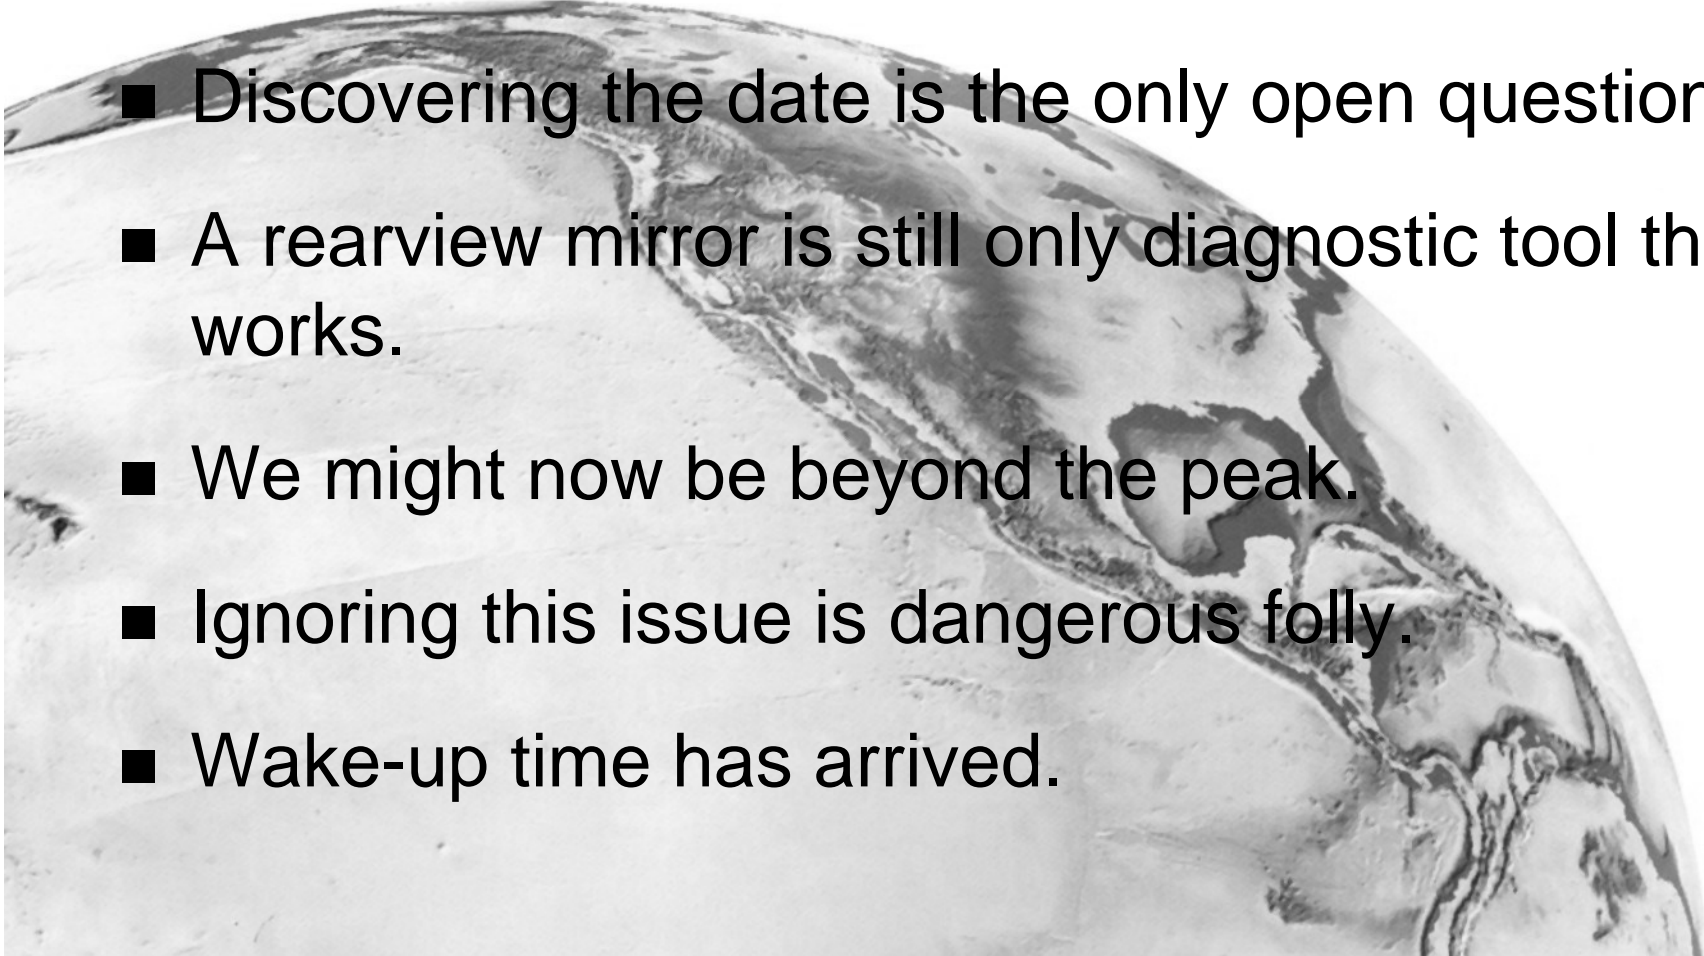 ■ Discovering the date is the only open question
■ A rearview mirror is still only diagnostic tool th
works.
■ We might now be beyond the peak.
■ Ignoring this issue is dangerous folly.
■ Wake-up time has arrived.